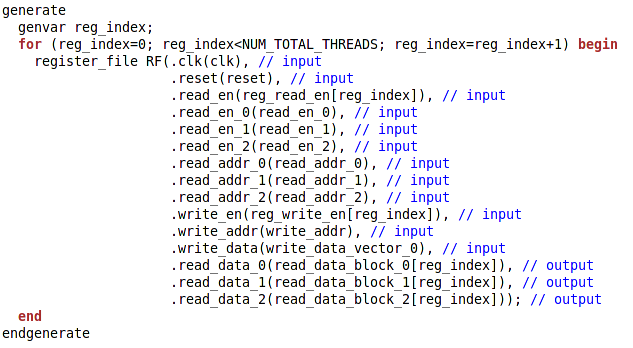 generate
genvar reg_index;
for (reg_index=0; reg_index<NUM_TOTAL_THREADS; reg_index=reg_index+1) begin
register_file RF(.clk(clk), // input
.reset(reset), // input
.read_en(reg_read_en[reg_index]), // input
.read_en_0(read_en_0), // input
.read_en_1(read_en_1), // input
.read_en_2(read_en_2), // input
.read_addr_0(read_addr_0), // input
.read_addr_1(read_addr_1), // input
.read_addr_2(read_addr_2), // input
.write_en(reg_write_en[reg_index]), // input
.write_addr(write_addr), // input
.write_data(write_data_vector_0), // input
.read_data_0(read_data_block_0[reg_index]), // output
.read_data_1(read_data_block_1[reg_index]), // output
.read_data_2(read_data_block_2[reg_index])); // output
end
endgenerate